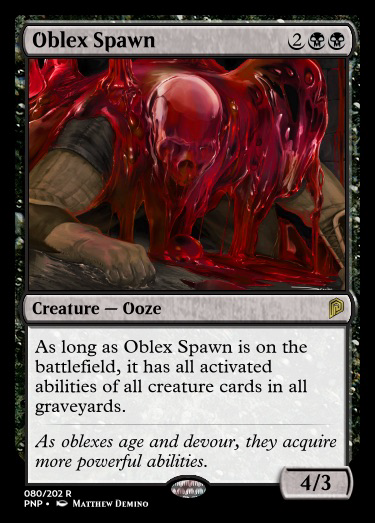 Oblex Spawn 2
Creature — Ooze
As long as Oblex Spawn is on the
battlefield, it has all activated
abilities of all creature cards in all
graveyards.
As oblexes age and devour, they acquire
more powerful abilities.
4/3
080/202 R
PNP • Matthew Demino